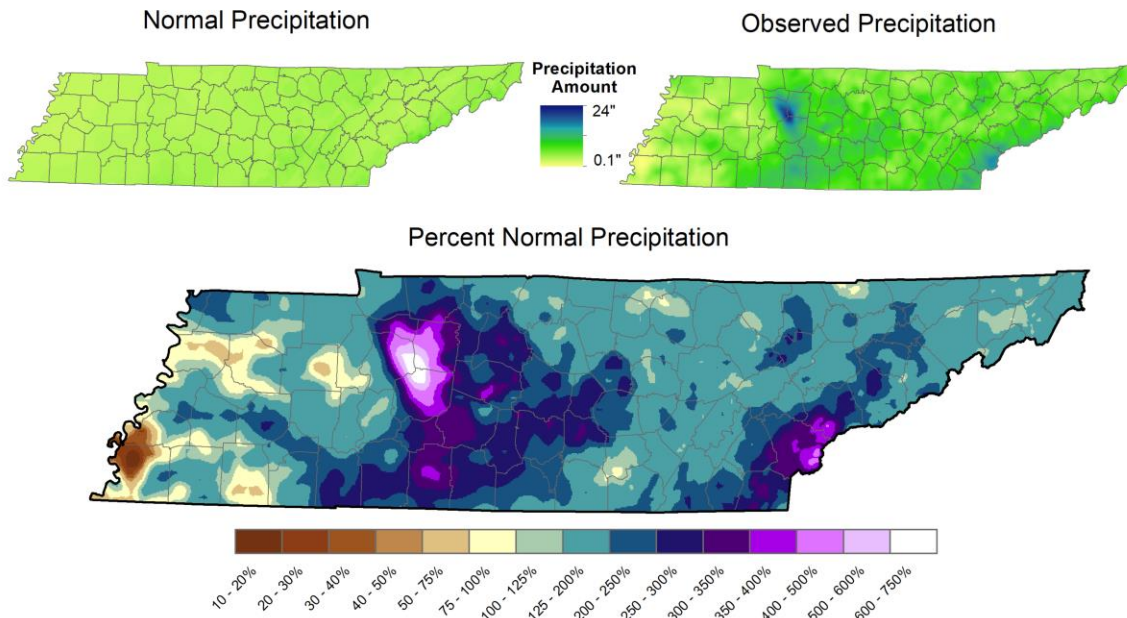 Normal Precipitation
Observed Precipitation
Precipitation
Amount
24"
0.1"
Percent Normal Precipitation
10 - 20%
20 - 30%
30 - 40%
40 - 50%
50 - 75%
75 - 100%
100 - 125%
125 - 200%
200 - 250%
250 - 300%
300 - 350%
350 - 400%
400 - 500%
500 - 600%
600 - 750%